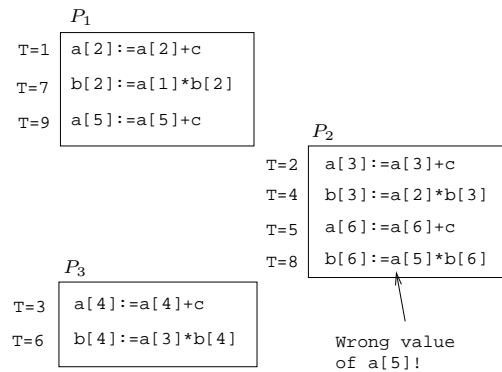 P1
T=1 a[2]:=a[2]+c
T=7 b[2]:=a[1]*b[2]
T=9 a[5]:=a[5]+c
P2
T=2 a[3]:=a[3]+c
T=4 b[3]:=a[2]*b[3]
T=5 a[6]:=a[6]+c
T=8 b[6]:=a[5]*b[6]
P3
T=3 a[4]:=a[4]+c
T=6 b[4]:=a[3]*b[4]
Wrong value
of a[5]!